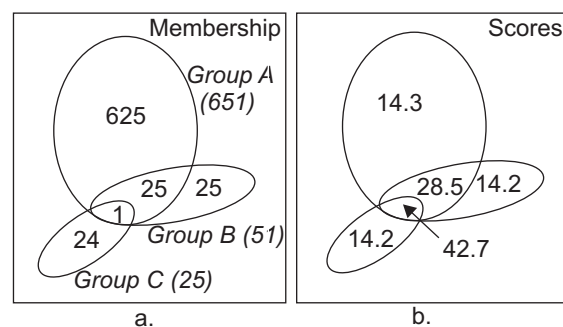 Membership
Group A
(651)
625
25
25
1
24
Group B (51)
Group C (25)
a.
Scores
14.3
28.5
14.2
14.2
42.7
b.